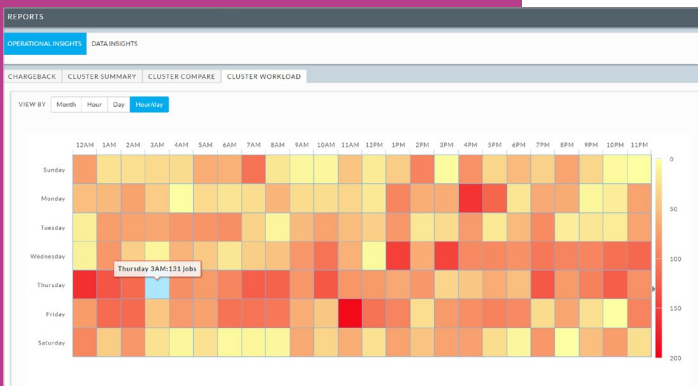 REPORTS
OPERATIONAL INSIGHTS DATA INSIGHTS
CHARGEBACK CLUSTER SUMMARY CLUSTER COMPARE CLUSTER WORKLOAD
VIEW BY Month Hour Day Hour/day
12AM 1AM 2AM 3AM 4AM 5AM 6AM 7AM 8AM 9AM 10AM 11AM 12PM 1PM 2PM 3PM 4PM 5PM 6PM 7PM 8PM 9PM 10PM 11PM
0
Sunday
Monday
50
Tuesday
Wednesday
100
Thursday 3AM:131 jobs
Thursday
150
Friday
Saturday
200